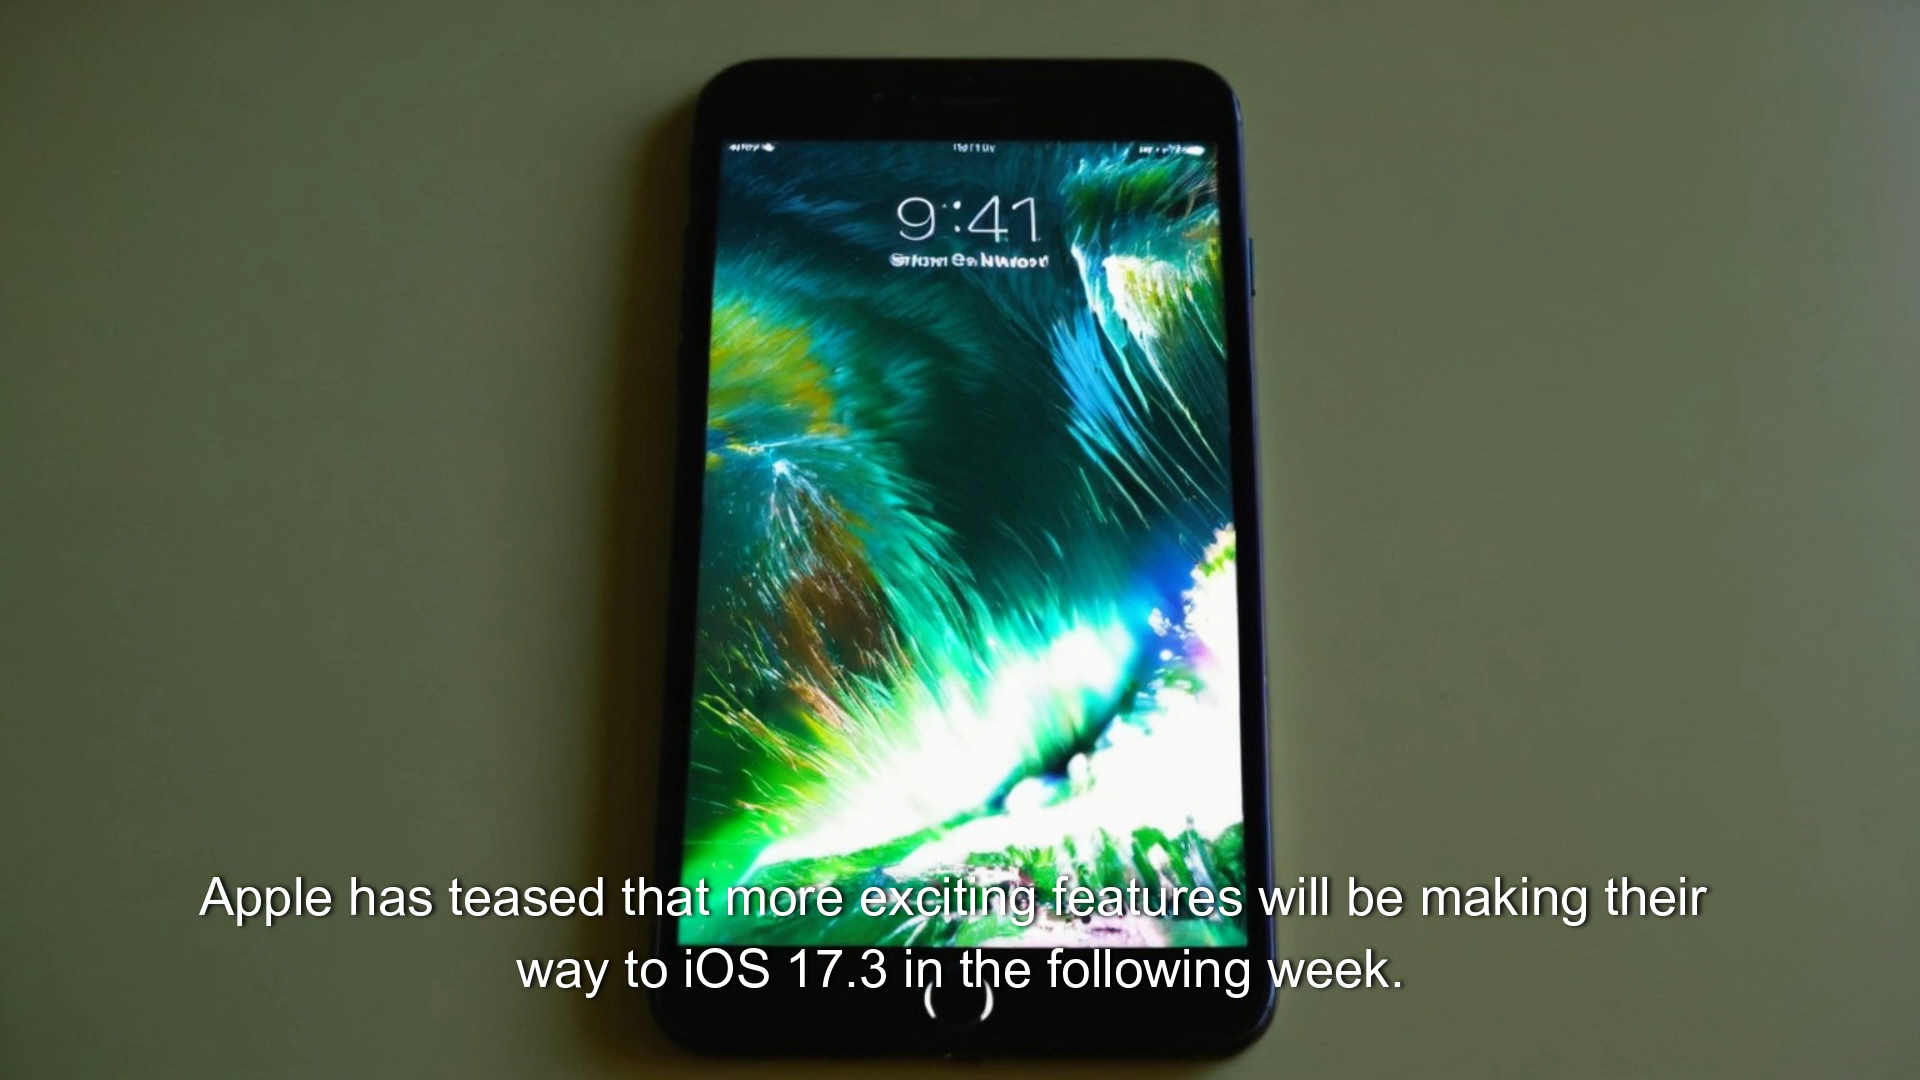 9:41
Apple has teased that more exciting features will be making their
way to iOS 17.3 in the following week.